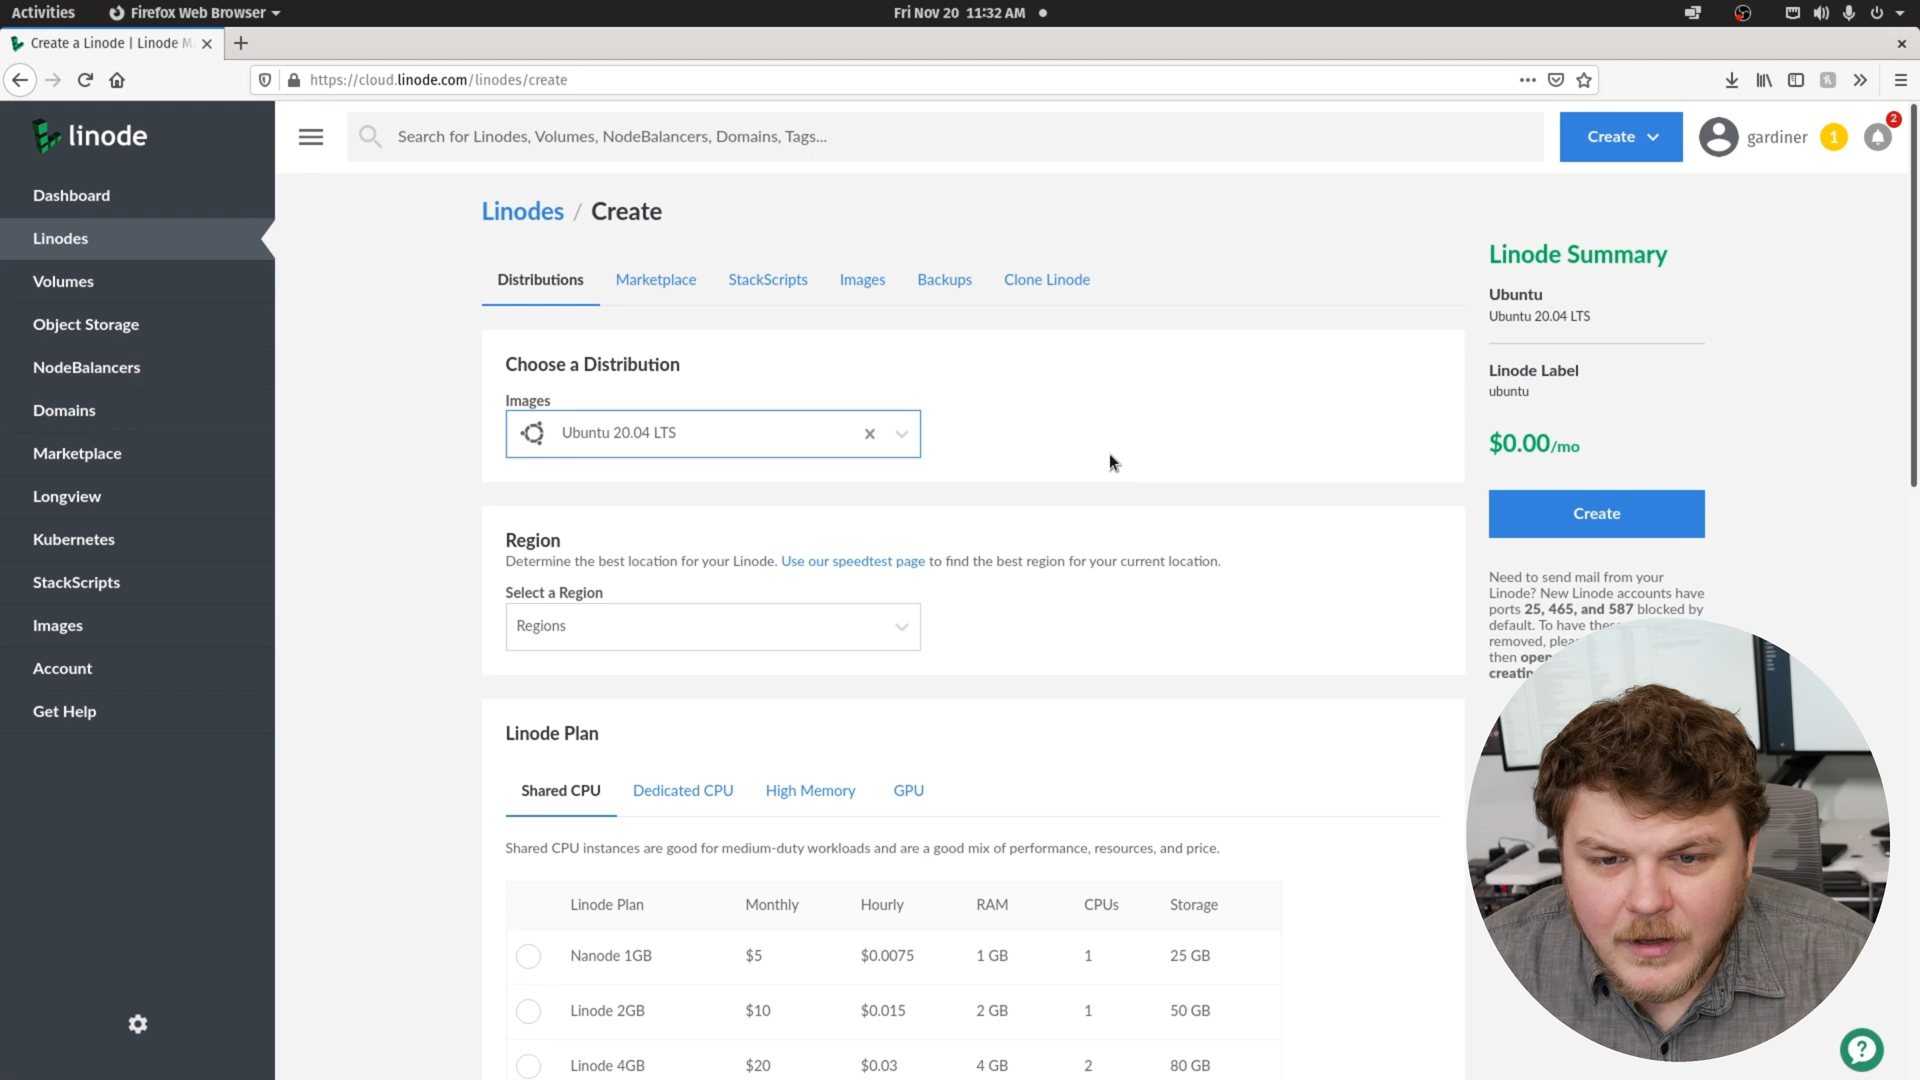 Activities
Firefox Web Browser
Fri Nov 20 11:32 AM
Create a Linode | Linode M
https://cloud.linode.com/linodes/create
linode
Search for Linodes, Volumes, NodeBalancers, Domains, Tags...
Create
gardiner
1
2
Dashboard
Linodes
Volumes
Object Storage
NodeBalancers
Domains
Marketplace
Longview
Kubernetes
StackScripts
Images
Account
Get Help
Linodes / Create
Distributions
Marketplace
StackScripts
Images
Backups
Clone Linode
Choose a Distribution
Images
Ubuntu 20.04 LTS
Region
Determine the best location for your Linode. Use our speedtest page to find the best region for your current location.
Select a Region
Regions
Linode Plan
Shared CPU
Dedicated CPU
High Memory
GPU
Shared CPU instances are good for medium-duty workloads and are a good mix of performance, resources, and price.
Linode Plan Monthly Hourly RAM CPUs Storage
Nanode 1GB $5 $0.0075 1 GB 1 25 GB
Linode 2GB $10 $0.015 2 GB 1 50 GB
Linode 4GB $20 $0.03 4 GB 2 80 GB
Linode Summary
Ubuntu
Ubuntu 20.04 LTS
Linode Label
ubuntu
$0.00/mo
Create
Need to send mail from your
Linode? New Linode accounts have
ports 25, 465, and 587 blocked by
default. To have
removed,
then
?